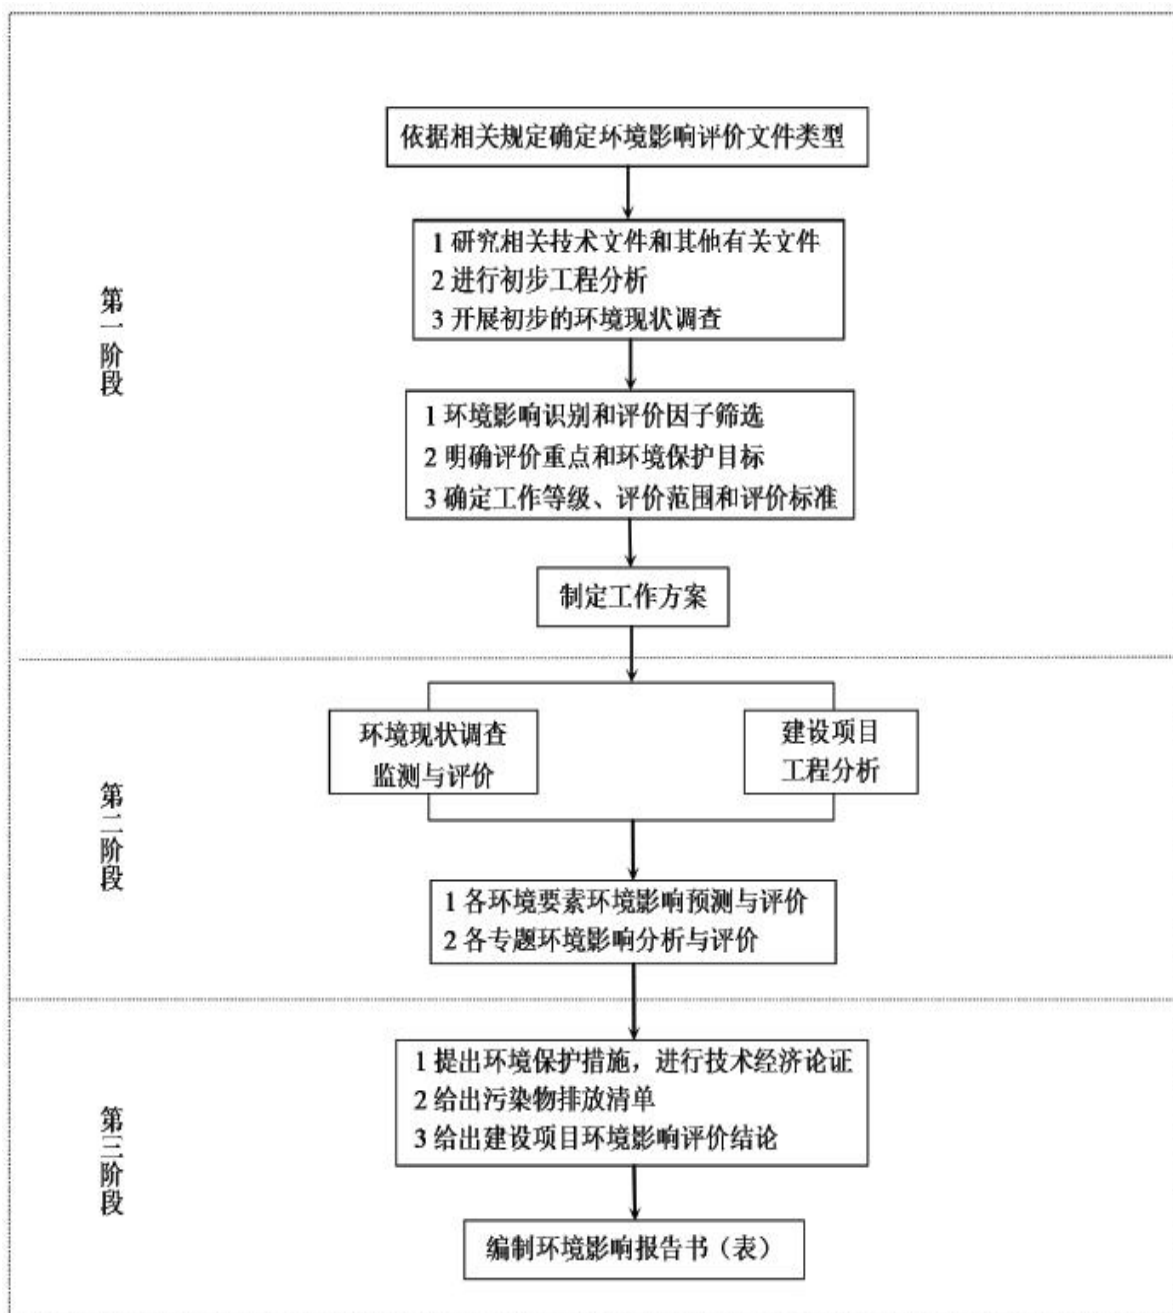 依据相关规定确定环境影响评价文件类型
1 研究相关技术文件和其他有关文件
2 进行初步工程分析
3 开展初步的环境现状调查
第一阶段
1 环境影响识别和评价因子筛选
2 明确评价重点和环境保护目标
3 确定工作等级、评价范围和评价标准
制定工作方案
环境现状调查
监测与评价
建设项目
工程分析
第二阶段
1 各环境要素环境影响预测与评价
2 各专题环境影响分析与评价
1 提出环境保护措施，进行技术经济论证
2 给出污染物排放清单
3 给出建设项目环境影响评价结论
第三阶段
编制环境影响报告书（表）